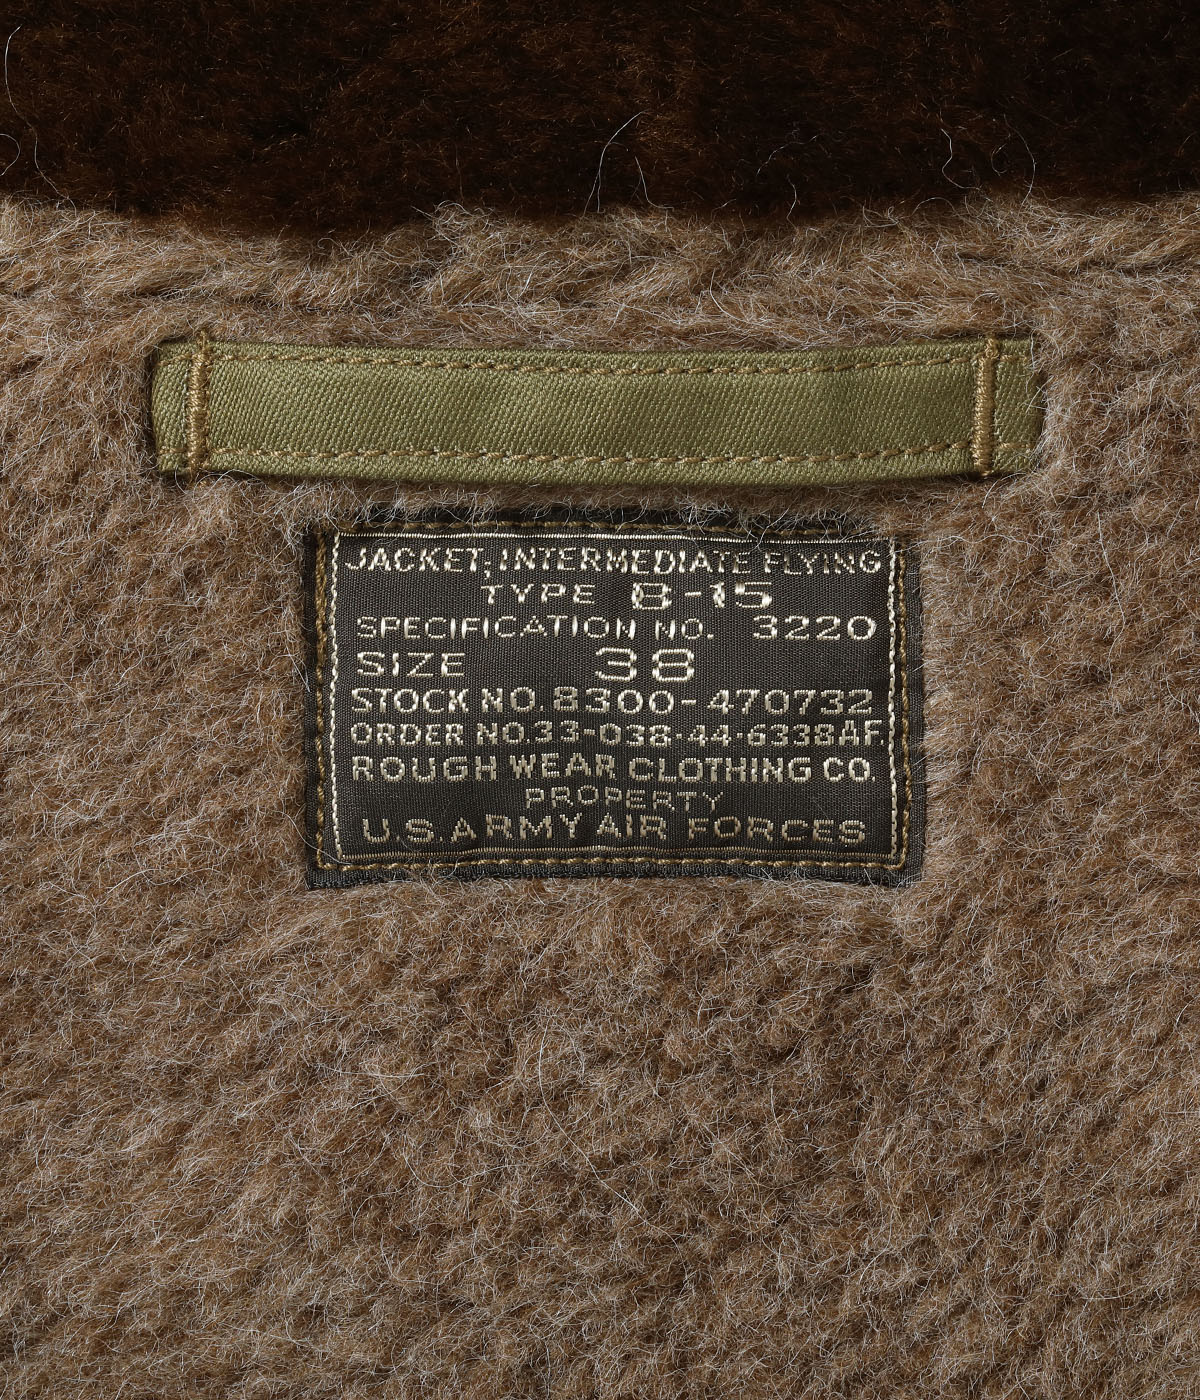 JACKET, INTERMEDIATE FLYING
TYPE B-15
SPECIFICATION NO. 3220
SIZE 38
STOCK NO. 8300-470732
ORDER NO.33-038-44-6338AF.
ROUGH WEAR CLOTHING CO.
PROPERTY
U.S.ARMY AIR FORCES